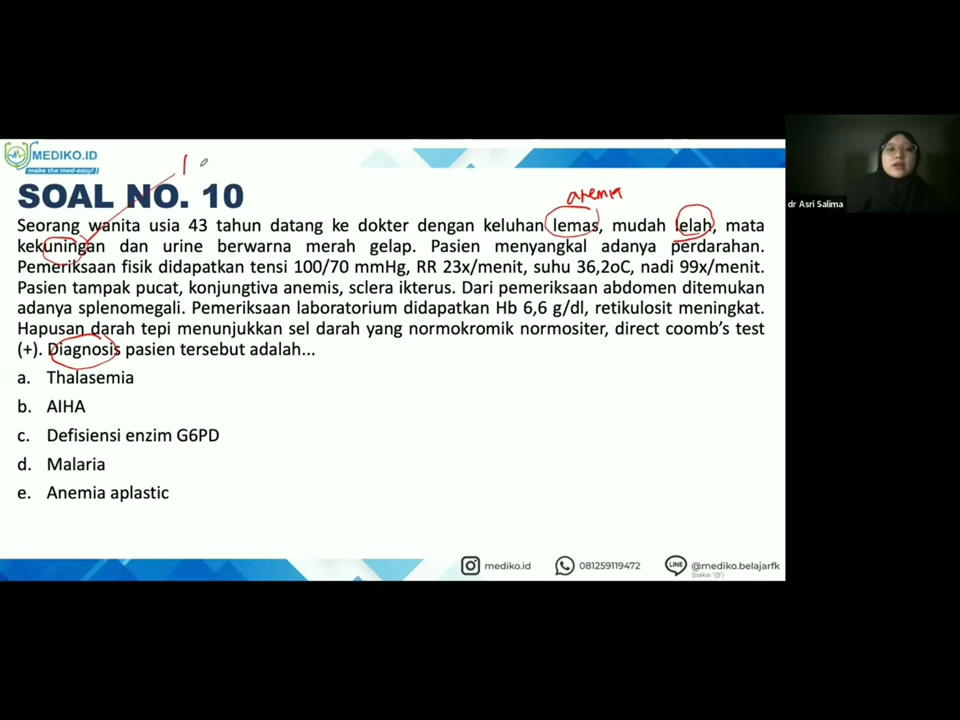 MEDIKO.ID
make the med-easy!
SOAL NO. 10
anemia
Seorang wanita usia 43 tahun datang ke dokter dengan keluhan lemas, mudah lelah, mata
kekuningan dan urine berwarna merah gelap. Pasien menyangkal adanya perdarahan.
Pemeriksaan fisik didapatkan tensi 100/70 mmHg, RR 23x/menit, suhu 36,2oC, nadi 99x/menit.
Pasien tampak pucat, konjungtiva anemis, sclera ikterus. Dari pemeriksaan abdomen ditemukan
adanya splenomegali. Pemeriksaan laboratorium didapatkan Hb 6,6 g/dl, retikulosit meningkat.
Hapusan darah tepi menunjukkan sel darah yang normokromik normositer, direct coomb's test
(+). Diagnosis pasien tersebut adalah...
a. Thalasemia
b. AIHA
c. Defisiensi enzim G6PD
d. Malaria
e. Anemia aplastic
mediko.id
081259119472
LINE
@mediko.belajarfk
(pakai '@')
dr Asri Salima